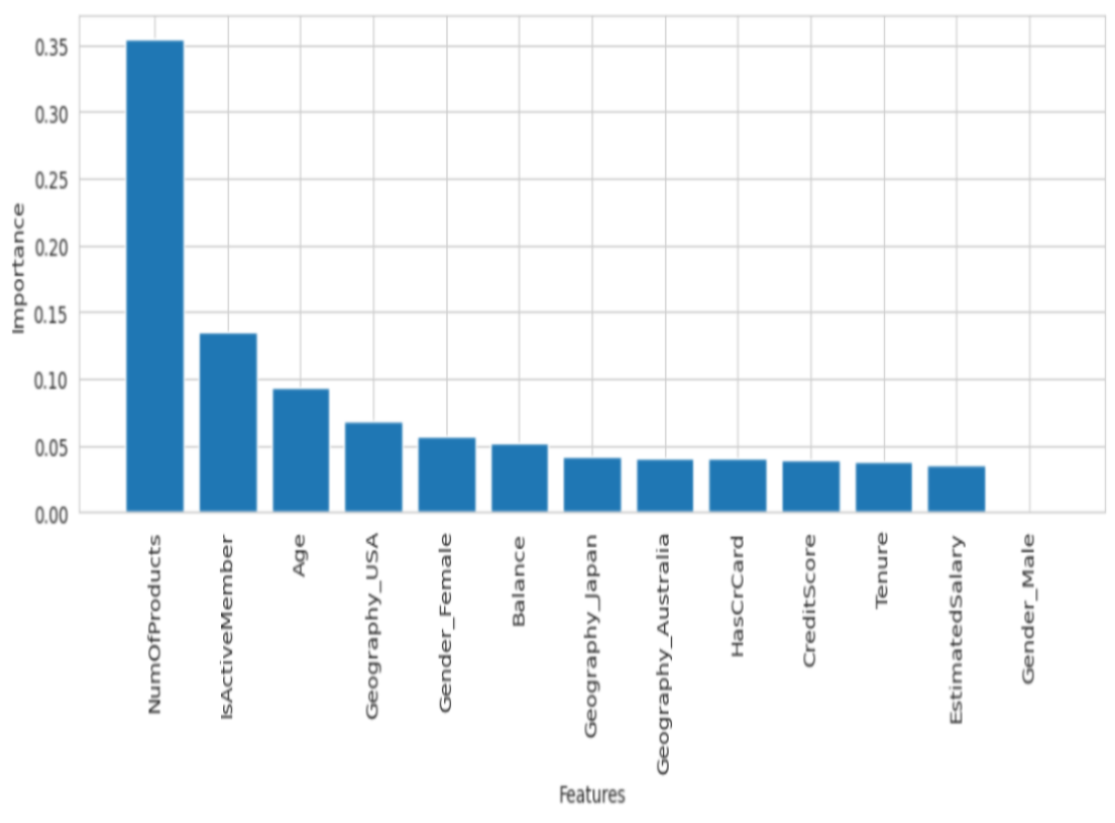 0.35
0.30
0.25
0.20
0.15
0.10
0.05
0.00
Importance
NumOfProducts
IsActiveMember
Age
Geography_USA
Gender_Female
Balance
Geography_Japan
Geography_Australia
HasCrCard
CreditScore
Tenure
EstimatedSalary
Gender_Male
Features